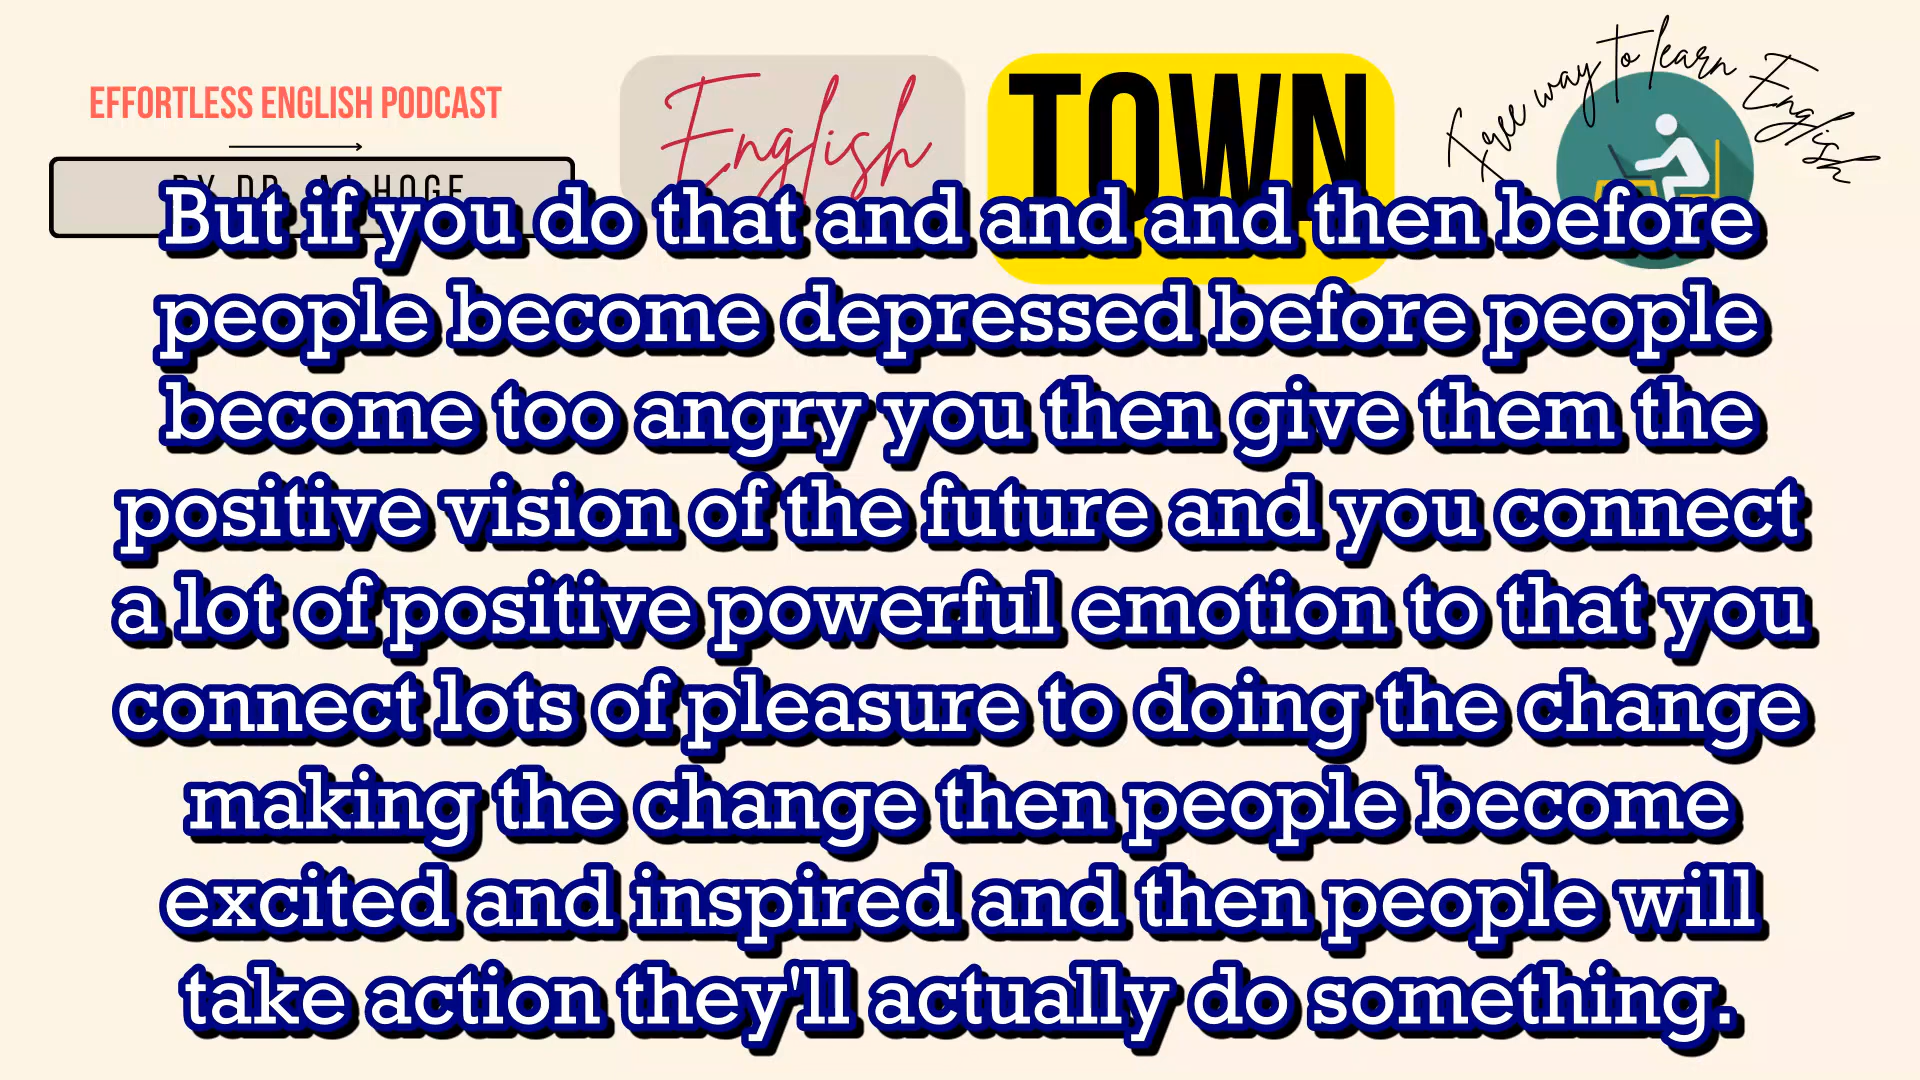 EFFORTLESS ENGLISH PODCAST
BY DR. AJ HOGE
English
TOWN
Free way to learn English
But if you do that and and and then before
people become depressed before people
become too angry you then give them the
positive vision of the future and you connect
a lot of positive powerful emotion to that you
connect lots of pleasure to doing the change
making the change then people become
excited and inspired and then people will
take action they'll actually do something.